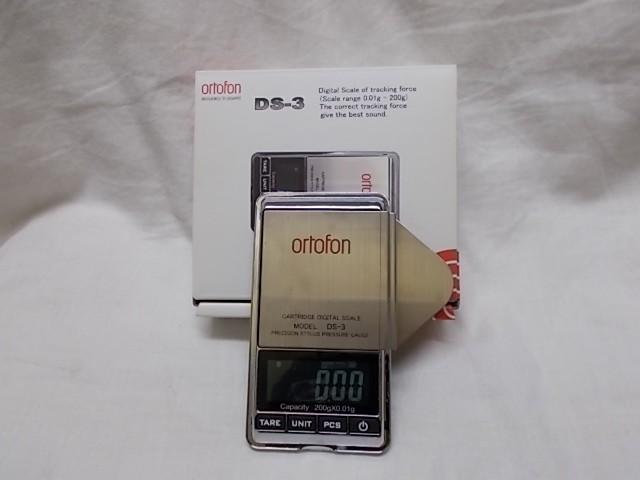 ortofon
DS-3
Digital Scale of tracking force
(Scale range 0.01g - 200g)
The correct tracking force
give the best sound.
TARE UNIT
ortofon
ortofon
CARTRIDGE DIGITAL SCALE
MODEL : DS-3
PRECISION STYLUS PRESSURE GAUGE
0.00
Capacity 200gX0.01g
TARE UNIT PCS